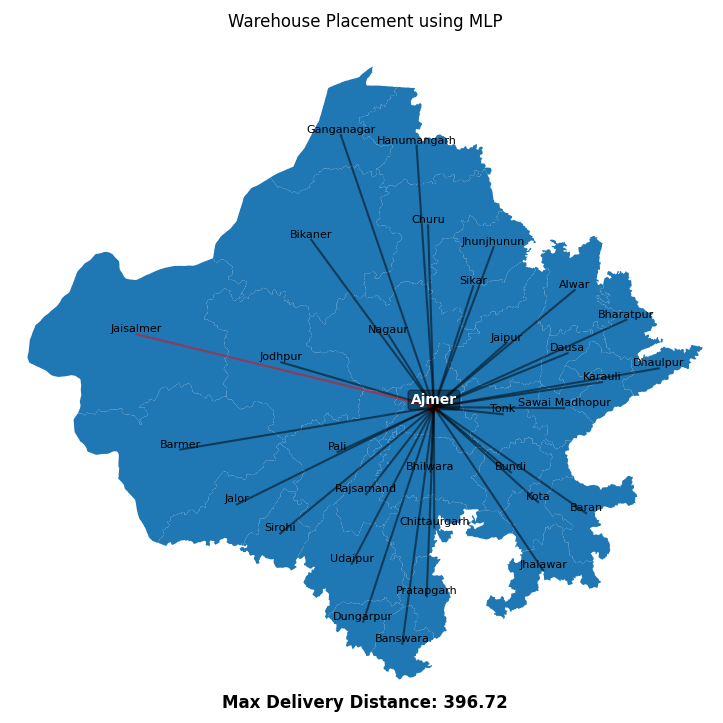 Warehouse Placement using MLP
Ganganagar
Hanumangarh
Churu
Bikaner
Jhunjhunun
Sikar
Alwar
Bharatpur
Jaisalmer
Nagaur
Jaipur
Dausa
Jodhpur
Dhaulpur
Karauli
Ajmer
Tonk
Sawai Madhopur
Barmer
Pali
Bhilwara
Bundi
Rajsamand
Jalor
Kota
Baran
Sirohi
Chittaurgarh
Udaipur
Jhalawar
Pratapgarh
Dungarpur
Banswara
Max Delivery Distance: 396.72